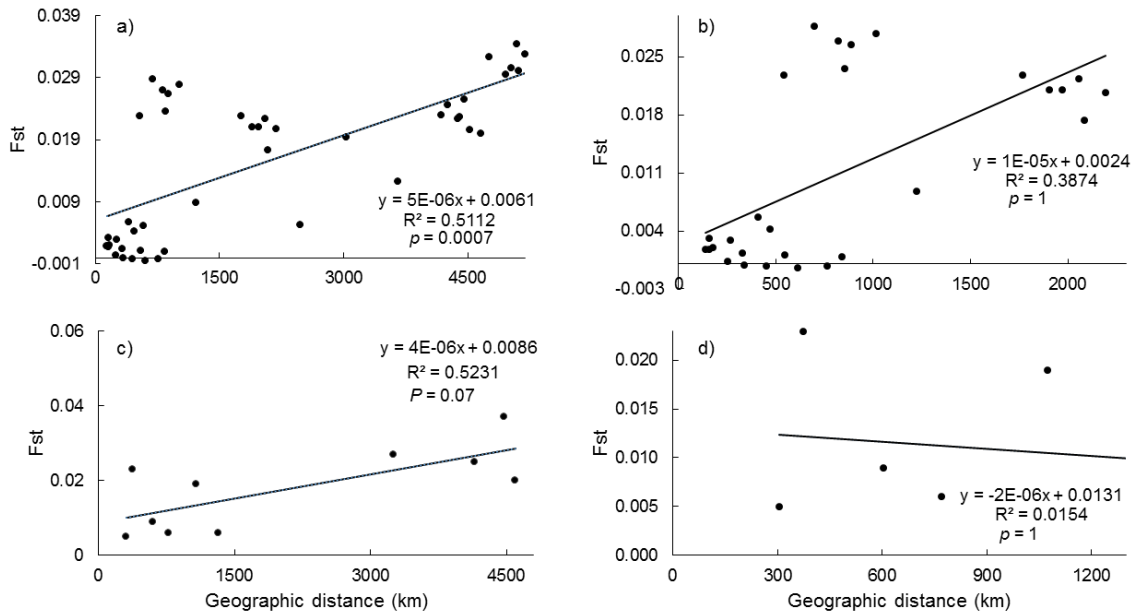 a)
0.039
0.029
0.019
0.009
-0.001
Fst
y = 5E-06x + 0.0061
R² = 0.5112
p = 0.0007
0
1500
3000
4500
b)
0.025
0.018
0.011
0.004
-0.003
Fst
y = 1E-05x + 0.0024
R² = 0.3874
p = 1
0
500
1000
1500
2000
c)
0.06
0.04
0.02
0
Fst
y = 4E-06x + 0.0086
R² = 0.5231
P = 0.07
0
1500
3000
4500
Geographic distance (km)
d)
0.020
0.015
0.010
0.005
0.000
Fst
y = -2E-06x + 0.0131
R² = 0.0154
p = 1
0
300
600
900
1200
Geographic distance (km)